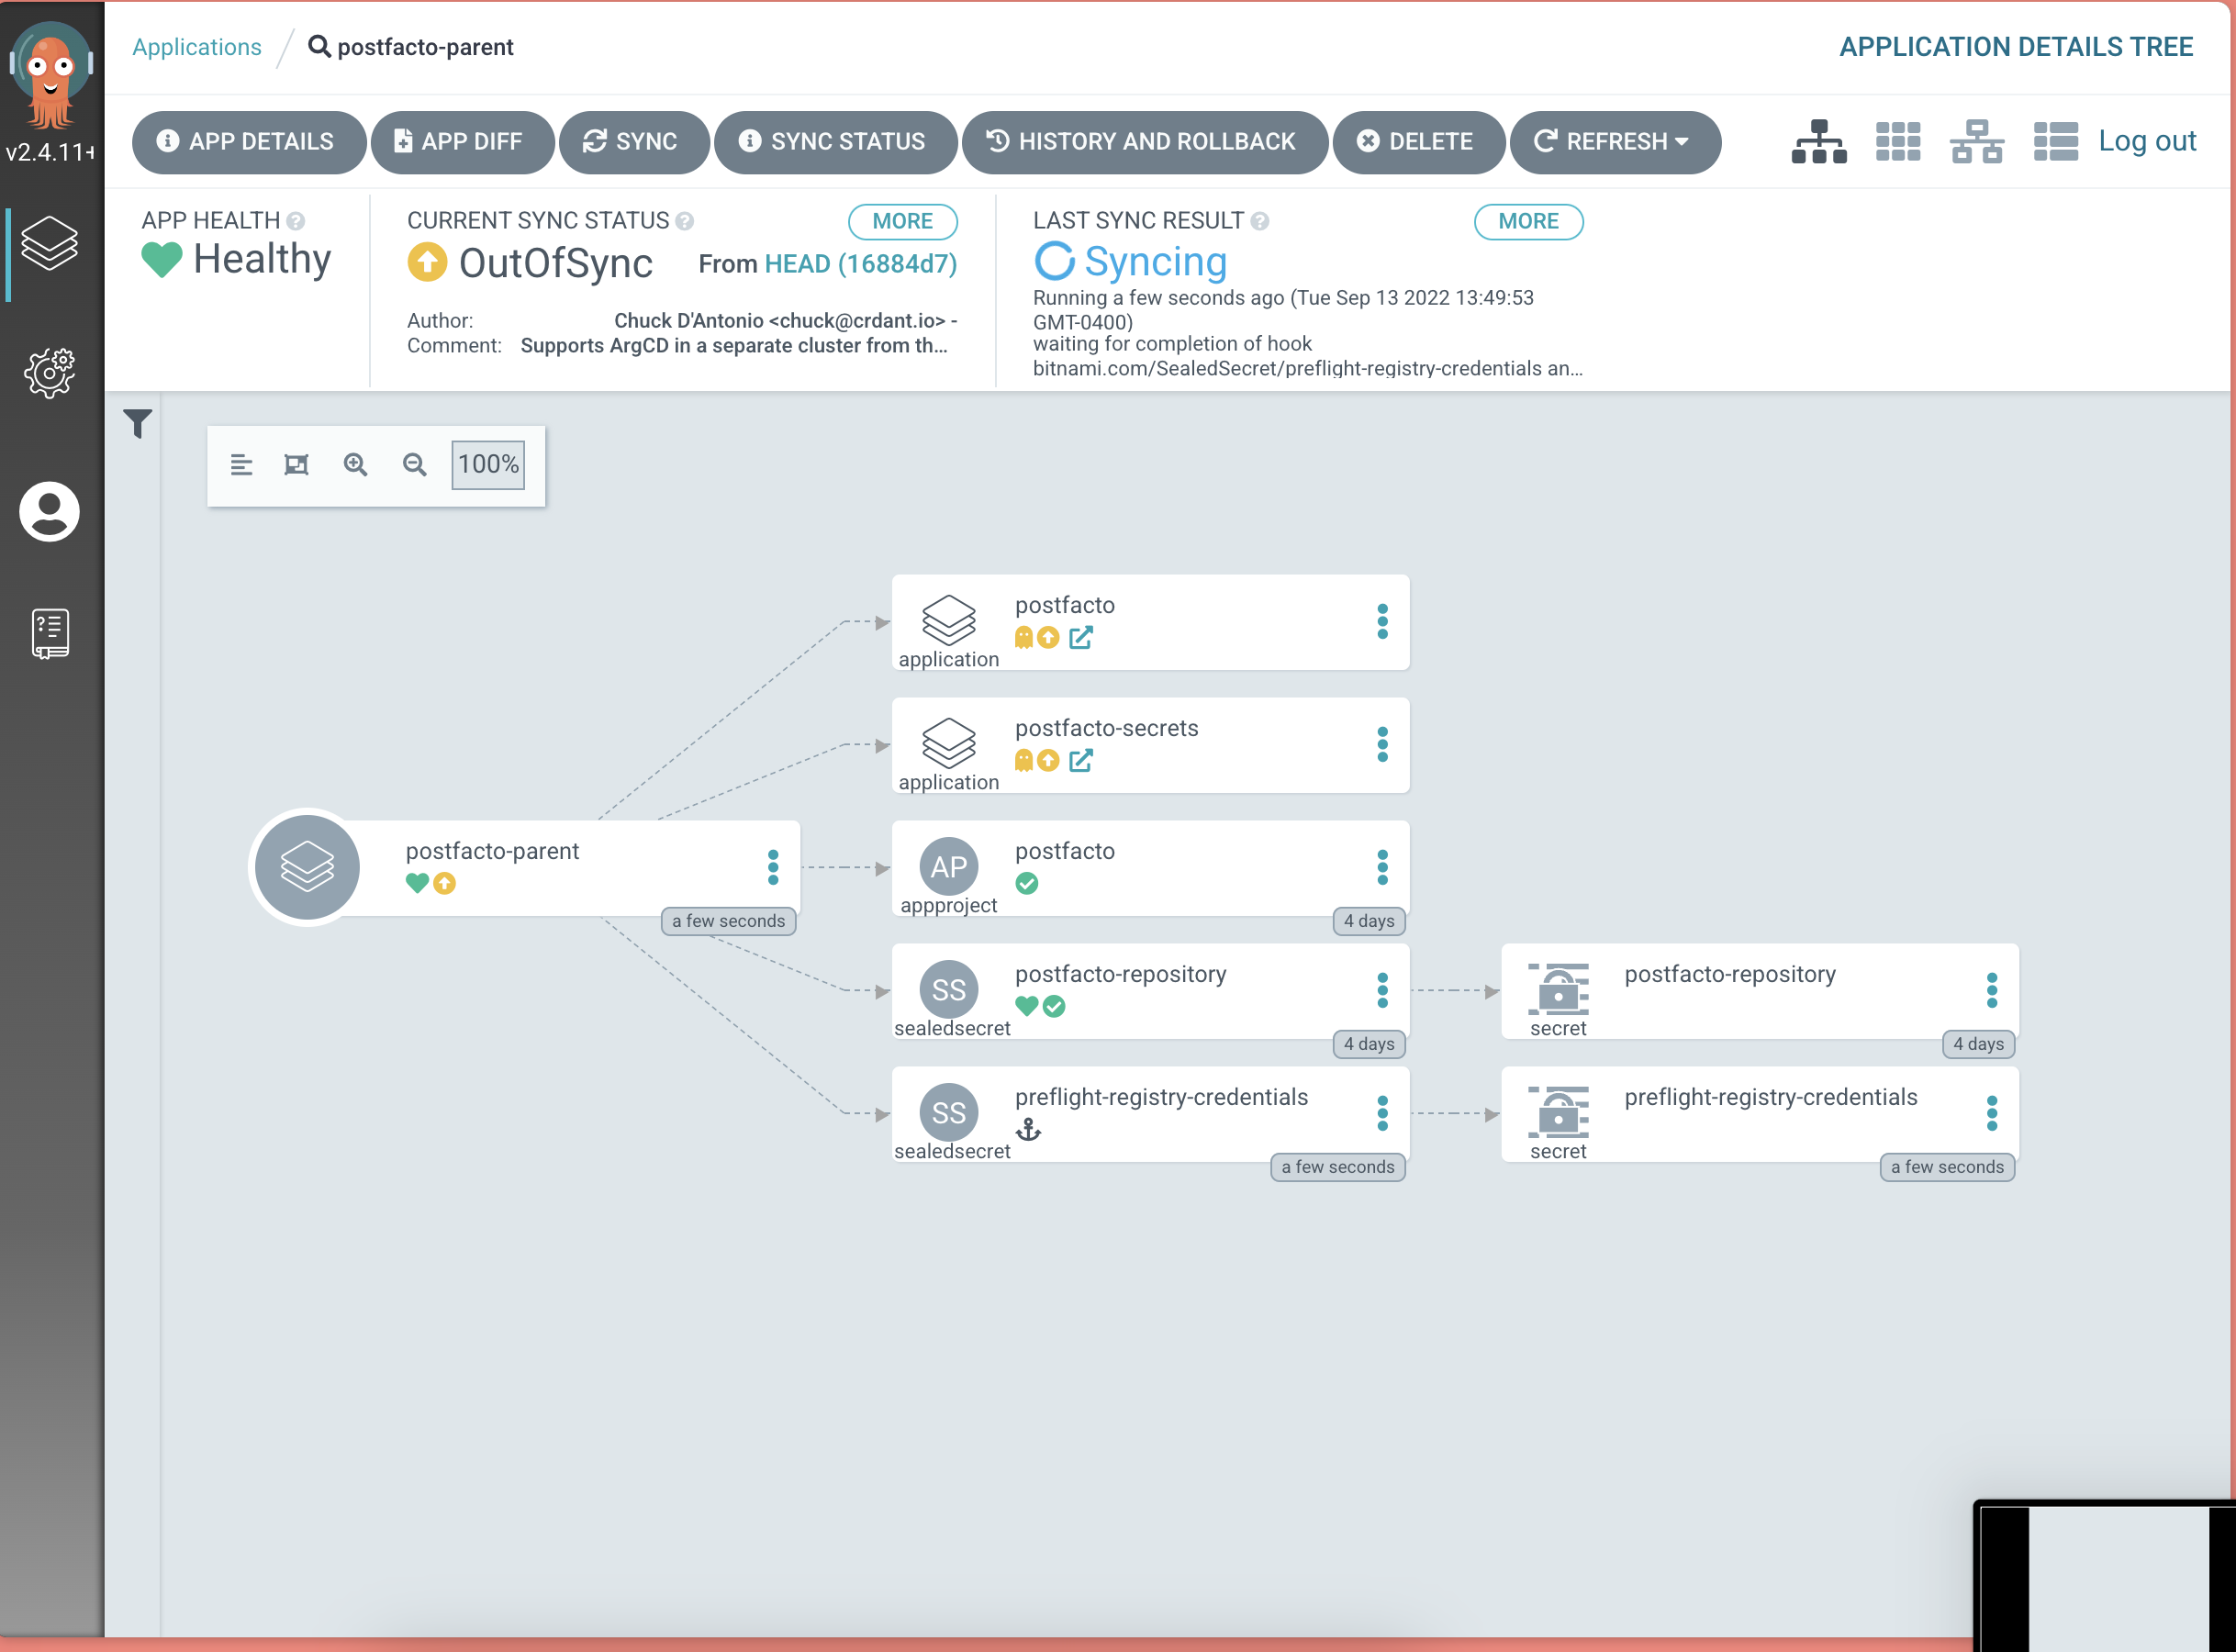 Applications / postfacto-parent
APPLICATION DETAILS TREE
v2.4.11+
APP DETAILS
APP DIFF
SYNC
SYNC STATUS
HISTORY AND ROLLBACK
DELETE
REFRESH
Log out
APP HEALTH
Healthy
CURRENT SYNC STATUS
MORE
OutOfSync
From HEAD (16884d7)
Author: Chuck D'Antonio <chuck@crdant.io> -
Comment: Supports ArgCD in a separate cluster from th...
LAST SYNC RESULT
MORE
Syncing
Running a few seconds ago (Tue Sep 13 2022 13:49:53
GMT-0400)
waiting for completion of hook
bitnami.com/SealedSecret/preflight-registry-credentials an...
100%
postfacto
application
postfacto-secrets
application
postfacto-parent
a few seconds
AP
postfacto
appproject
4 days
SS
postfacto-repository
sealedsecret
4 days
postfacto-repository
secret
4 days
SS
preflight-registry-credentials
sealedsecret
a few seconds
preflight-registry-credentials
secret
a few seconds